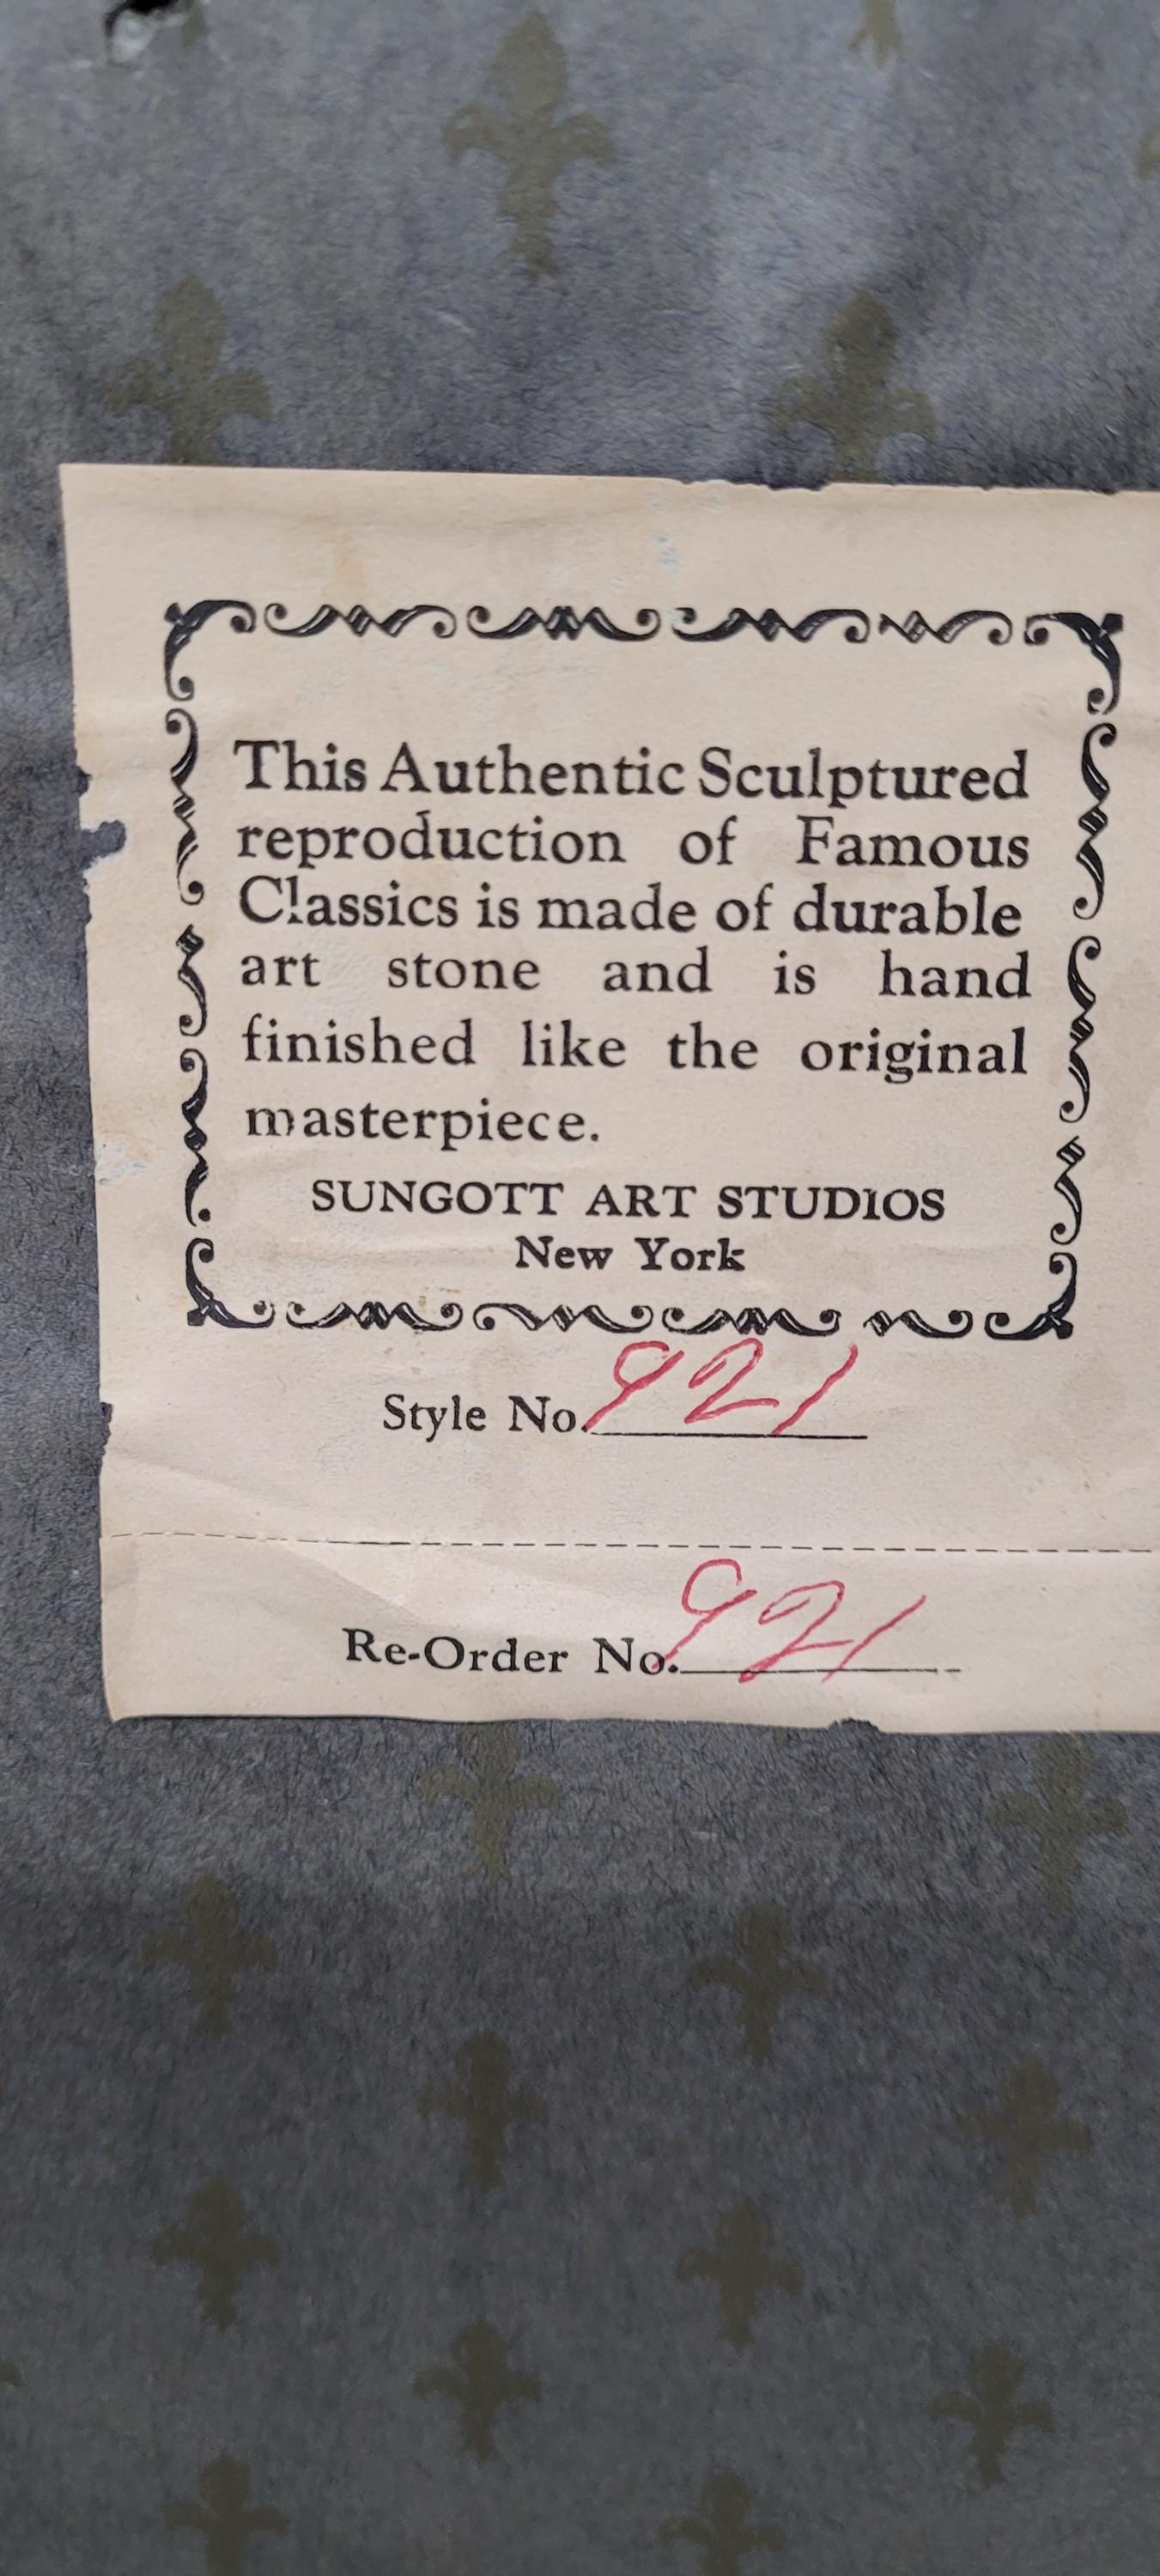 This Authentic Sculptured
reproduction of Famous
Classics is made of durable
art stone and is hand
finished like the original
masterpiece.
SUNGOTT ART STUDIOS
New York
Style No. 921
Re-Order No. 921